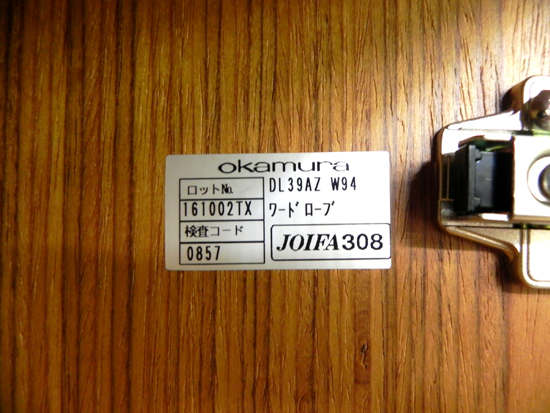 okamura
ロットNo.
DL39AZ W94
161002TX
ワードローブ
検査コード
0857
JOIFA308